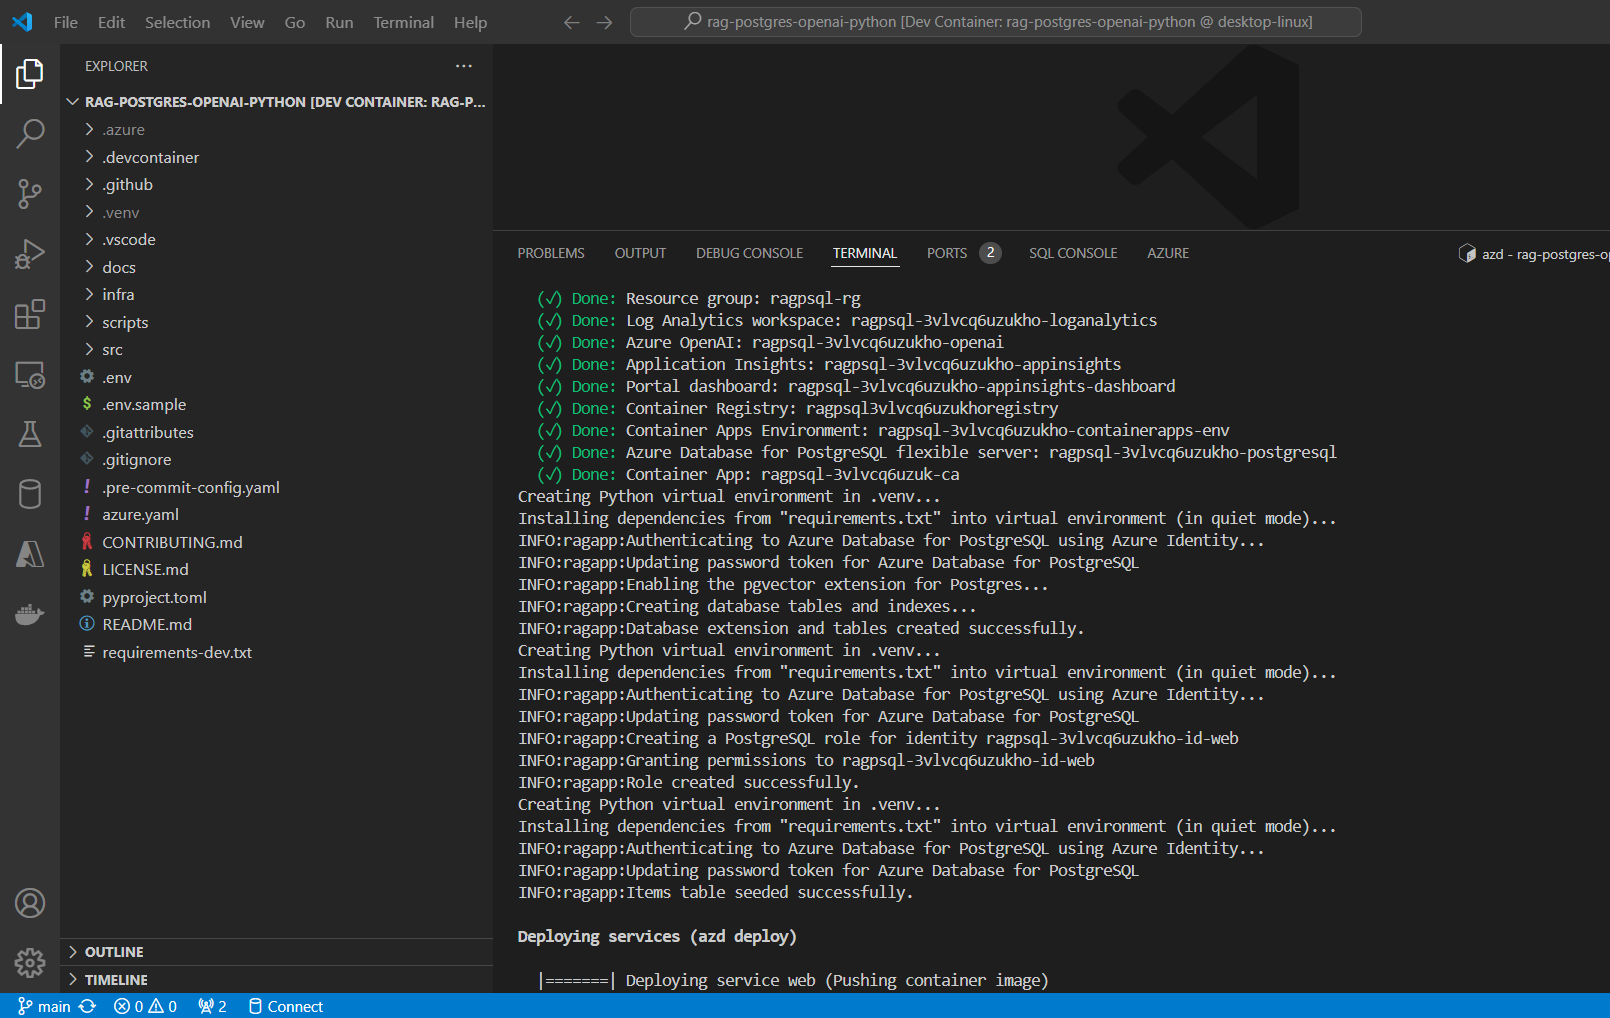 File Edit Selection View Go Run Terminal Help
rag-postgres-openai-python [Dev Container: rag-postgres-openai-python @ desktop-linux]
EXPLORER
RAG-POSTGRES-OPENAI-PYTHON [DEV CONTAINER: RAG-P...
.azure
.devcontainer
.github
.venv
.vscode
docs
infra
scripts
src
.env
.env.sample
.gitattributes
.gitignore
.pre-commit-config.yaml
azure.yaml
CONTRIBUTING.md
LICENSE.md
pyproject.toml
README.md
requirements-dev.txt
OUTLINE
TIMELINE
PROBLEMS OUTPUT DEBUG CONSOLE TERMINAL PORTS 2 SQL CONSOLE AZURE
azd - rag-postgres-o
(✓) Done: Resource group: ragpsql-rg
(✓) Done: Log Analytics workspace: ragpsql-3vlvcq6uzukho-loganalytics
(✓) Done: Azure OpenAI: ragpsql-3vlvcq6uzukho-openai
(✓) Done: Application Insights: ragpsql-3vlvcq6uzukho-appinsights
(✓) Done: Portal dashboard: ragpsql-3vlvcq6uzukho-appinsights-dashboard
(✓) Done: Container Registry: ragpsql3vlvcq6uzukhoregistry
(✓) Done: Container Apps Environment: ragpsql-3vlvcq6uzukho-containerapps-env
(✓) Done: Azure Database for PostgreSQL flexible server: ragpsql-3vlvcq6uzukho-postgresql
(✓) Done: Container App: ragpsql-3vlvcq6uzuk-ca
Creating Python virtual environment in .venv...
Installing dependencies from "requirements.txt" into virtual environment (in quiet mode)...
INFO:ragapp:Authenticating to Azure Database for PostgreSQL using Azure Identity...
INFO:ragapp:Updating password token for Azure Database for PostgreSQL
INFO:ragapp:Enabling the pgvector extension for Postgres...
INFO:ragapp:Creating database tables and indexes...
INFO:ragapp:Database extension and tables created successfully.
Creating Python virtual environment in .venv...
Installing dependencies from "requirements.txt" into virtual environment (in quiet mode)...
INFO:ragapp:Authenticating to Azure Database for PostgreSQL using Azure Identity...
INFO:ragapp:Updating password token for Azure Database for PostgreSQL
INFO:ragapp:Creating a PostgreSQL role for identity ragpsql-3vlvcq6uzukho-id-web
INFO:ragapp:Granting permissions to ragpsql-3vlvcq6uzukho-id-web
INFO:ragapp:Role created successfully.
Creating Python virtual environment in .venv...
Installing dependencies from "requirements.txt" into virtual environment (in quiet mode)...
INFO:ragapp:Authenticating to Azure Database for PostgreSQL using Azure Identity...
INFO:ragapp:Updating password token for Azure Database for PostgreSQL
INFO:ragapp:Items table seeded successfully.
Deploying services (azd deploy)
|=======| Deploying service web (Pushing container image)
main 0 0 2 Connect